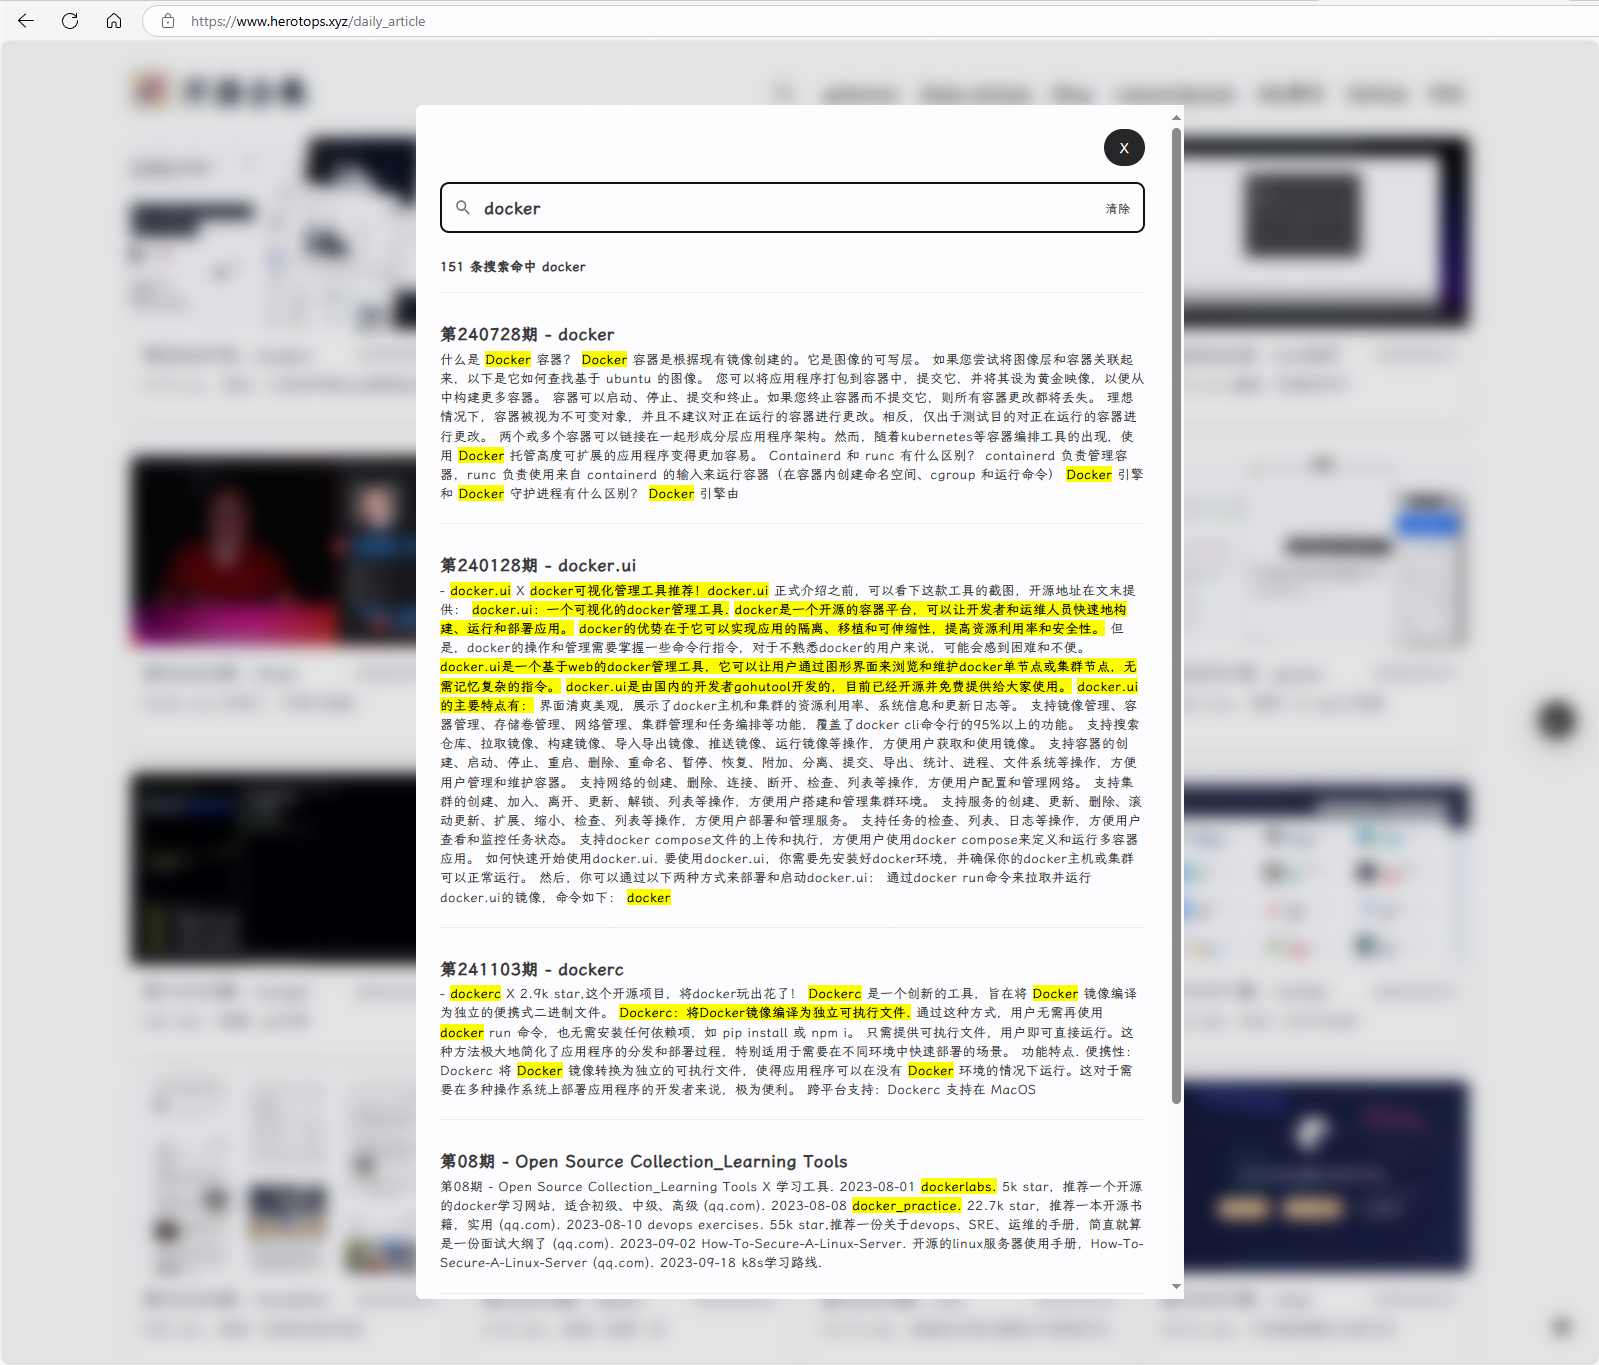 https://www.herotops.xyz/daily_article
X
docker
清除
151 条搜索命中 docker
第240728期 - docker
什么是 Docker 容器？ Docker 容器是根据现有镜像创建的。它是图像的可写层。 如果您尝试将图像层和容器关联起
来，以下是它如何查找基于 ubuntu 的图像。 您可以将应用程序打包到容器中，提交它，并将其设为黄金映像，以便从
中构建更多容器。 容器可以启动、停止、提交和终止。如果您终止容器而不提交它，则所有容器更改都将丢失。 理想
情况下，容器被视为不可变对象，并且不建议对正在运行的容器进行更改。相反，仅出于测试目的对正在运行的容器进
行更改。 两个或多个容器可以链接在一起形成分层应用程序架构。然而，随着kubernetes等容器编排工具的出现，使
用 Docker 托管高度可扩展的应用程序变得更加容易。 Containerd 和 runc 有什么区别？ containerd 负责管理容
器，runc 负责使用来自 containerd 的输入来运行容器（在容器内创建命名空间、cgroup 和运行命令） Docker 引擎
和 Docker 守护进程有什么区别？ Docker 引擎由
第240128期 - docker.ui
- docker.ui X docker可视化管理工具推荐！docker.ui 正式介绍之前，可以看下这款工具的截图，开源地址在文末提
供： docker.ui：一个可视化的docker管理工具. docker是一个开源的容器平台，可以让开发者和运维人员快速地构
建、运行和部署应用。 docker的优势在于它可以实现应用的隔离、移植和可伸缩性，提高资源利用率和安全性。 但
是，docker的操作和管理需要掌握一些命令行指令，对于不熟悉docker的用户来说，可能会感到困难和不便。
docker.ui是一个基于web的docker管理工具，它可以让用户通过图形界面来浏览和维护docker单节点或集群节点，无
需记忆复杂的指令。 docker.ui是由国内的开发者gohutool开发的，目前已经开源并免费提供给大家使用。 docker.ui
的主要特点有： 界面清爽美观，展示了docker主机和集群的资源利用率、系统信息和更新日志等。 支持镜像管理、容
器管理、存储卷管理、网络管理、集群管理和任务编排等功能，覆盖了docker cli命令行的95%以上的功能。 支持搜索
仓库、拉取镜像、构建镜像、导入导出镜像、推送镜像、运行镜像等操作，方便用户获取和使用镜像。 支持容器的创
建、启动、停止、重启、删除、重命名、暂停、恢复、附加、分离、提交、导出、统计、进程、文件系统等操作，方便
用户管理和维护容器。 支持网络的创建、删除、连接、断开、检查、列表等操作，方便用户配置和管理网络。 支持集
群的创建、加入、离开、更新、解锁、列表等操作，方便用户搭建和管理集群环境。 支持服务的创建、更新、删除、滚
动更新、扩展、缩小、检查、列表等操作，方便用户部署和管理服务。 支持任务的检查、列表、日志等操作，方便用户
查看和监控任务状态。 支持docker compose文件的上传和执行，方便用户使用docker compose来定义和运行多容器
应用。 如何快速开始使用docker.ui. 要使用docker.ui，你需要先安装好docker环境，并确保你的docker主机或集群
可以正常运行。 然后，你可以通过以下两种方式来部署和启动docker.ui： 通过docker run命令来拉取并运行
docker.ui的镜像，命令如下： docker
第241103期 - dockerc
- dockerc X 2.9k star,这个开源项目，将docker玩出花了！ Dockerc 是一个创新的工具，旨在将 Docker 镜像编译
为独立的便携式二进制文件。 Dockerc：将Docker镜像编译为独立可执行文件. 通过这种方式，用户无需再使用
docker run 命令，也无需安装任何依赖项，如 pip install 或 npm i。 只需提供可执行文件，用户即可直接运行。这
种方法极大地简化了应用程序的分发和部署过程，特别适用于需要在不同环境中快速部署的场景。 功能特点. 便携性：
Dockerc 将 Docker 镜像转换为独立的可执行文件，使得应用程序可以在没有 Docker 环境的情况下运行。这对于需
要在多种操作系统上部署应用程序的开发者来说，极为便利。 跨平台支持：Dockerc 支持在 MacOS
第08期 - Open Source Collection_Learning Tools
第08期 - Open Source Collection_Learning Tools X 学习工具. 2023-08-01 dockerlabs. 5k star，推荐一个开源
的docker学习网站，适合初级、中级、高级 (qq.com). 2023-08-08 docker_practice. 22.7k star，推荐一本开源书
籍，实用 (qq.com). 2023-08-10 devops exercises. 55k star,推荐一份关于devops、SRE、运维的手册，简直就算
是一份面试大纲了 (qq.com). 2023-09-02 How-To-Secure-A-Linux-Server. 开源的linux服务器使用手册，How-To-
Secure-A-Linux-Server (qq.com). 2023-09-18 k8s学习路线.